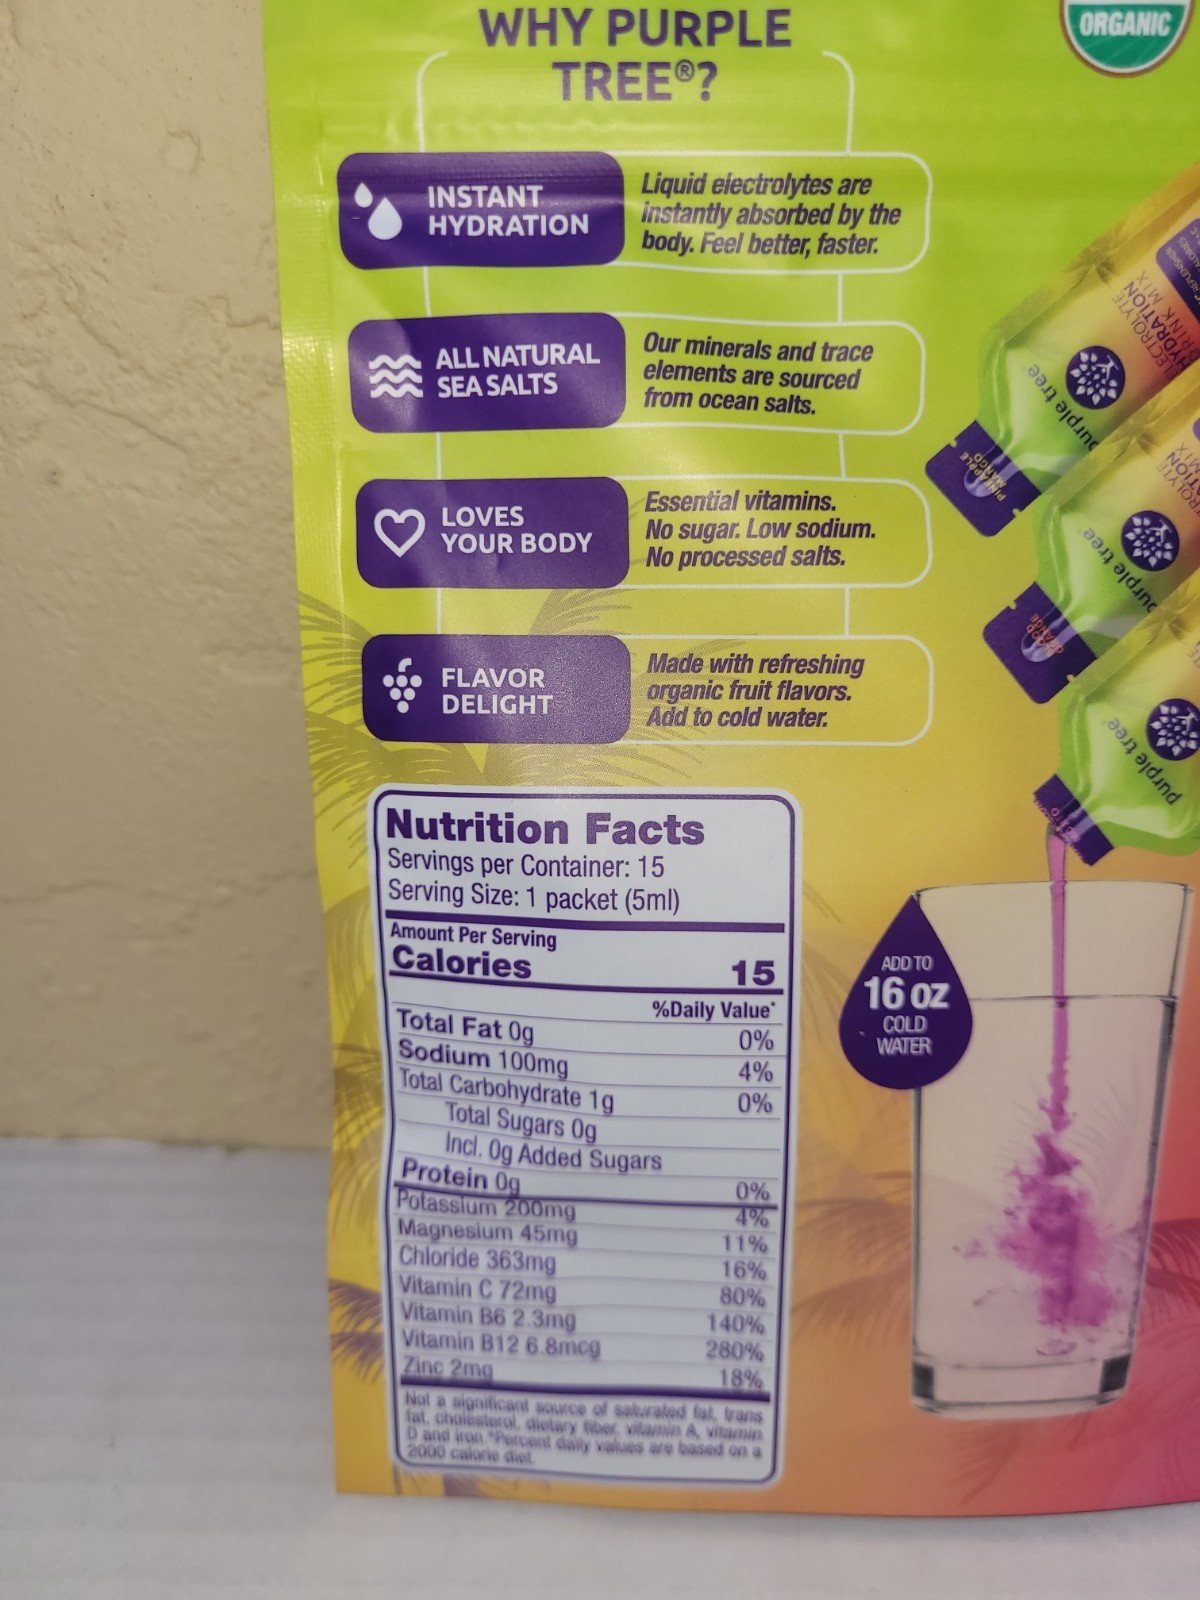 WHY PURPLE
TREE®?
ORGANIC
INSTANT
HYDRATION
Liquid electrolytes are
instantly absorbed by the
body. Feel better, faster.
ALL NATURAL
SEA SALTS
Our minerals and trace
elements are sourced
from ocean salts.
LOVES
YOUR BODY
Essential vitamins.
No sugar. Low sodium.
No processed salts.
FLAVOR
DELIGHT
Made with refreshing
organic fruit flavors.
Add to cold water.
ELECTROLYTE
HYDRATION
DRINK MIX
purple tree
PINEAPPLE
MANGO
purple tree
BLOOD
ORANGE
purple tree
Nutrition Facts
Servings per Container: 15
Serving Size: 1 packet (5ml)
Amount Per Serving
Calories 15
%Daily Value*
Total Fat 0g 0%
Sodium 100mg 4%
Total Carbohydrate 1g 0%
Total Sugars 0g
Incl. 0g Added Sugars
Protein 0g 0%
Potassium 200mg 4%
Magnesium 45mg 11%
Chloride 363mg 16%
Vitamin C 72mg 80%
Vitamin B6 2.3mg 140%
Vitamin B12 6.8mcg 280%
Zinc 2mg 18%
Not a significant source of saturated fat, trans
fat, cholesterol, dietary fiber, vitamin A, vitamin
D and iron.*Percent daily values are based on a
2000 calorie diet.
ADD TO
16 oz
COLD
WATER